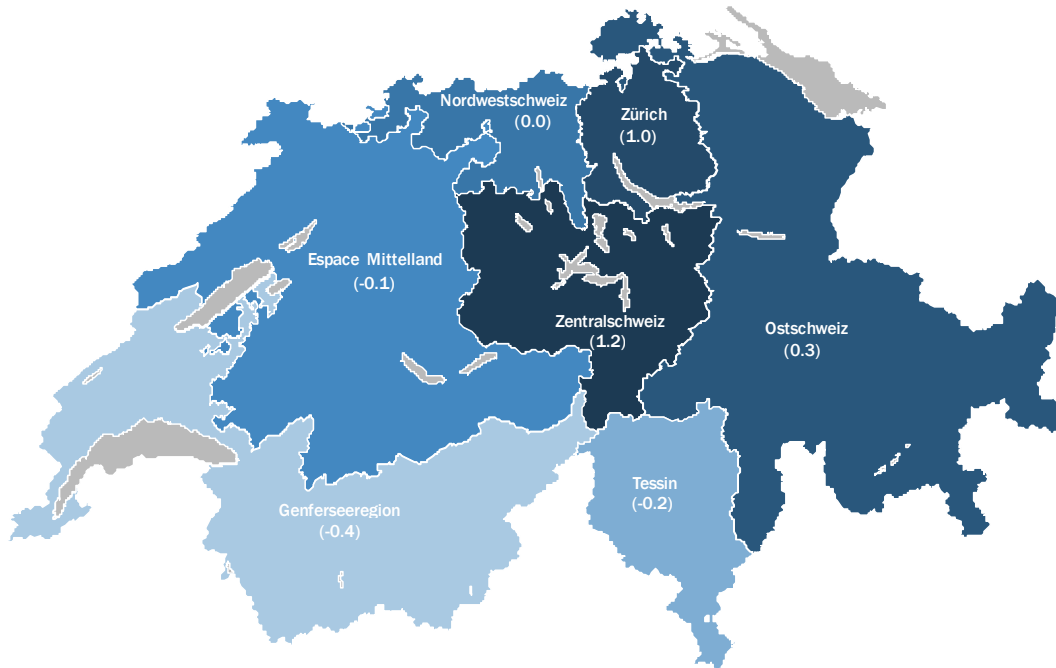 Nordwestschweiz
(0.0)
Zürich
(1.0)
Espace Mittelland
(-0.1)
Zentralschweiz
(1.2)
Ostschweiz
(0.3)
Tessin
(-0.2)
Genferseeregion
(-0.4)